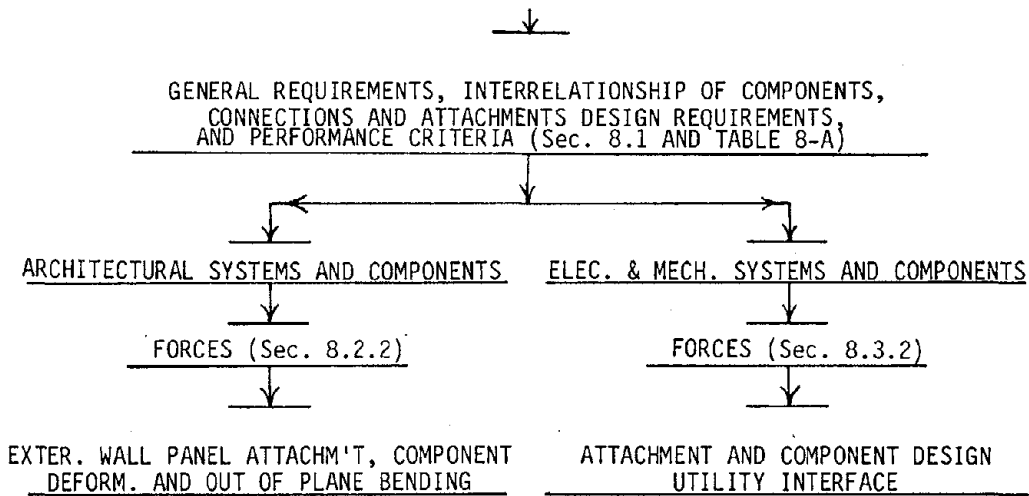 GENERAL REQUIREMENTS, INTERRELATIONSHIP OF COMPONENTS,
CONNECTIONS AND ATTACHMENTS DESIGN REQUIREMENTS,
AND PERFORMANCE CRITERIA (Sec. 8.1 AND TABLE 8-A)
ARCHITECTURAL SYSTEMS AND COMPONENTS
ELEC. & MECH. SYSTEMS AND COMPONENTS
FORCES (Sec. 8.2.2)
FORCES (Sec. 8.3.2)
EXTER. WALL PANEL ATTACHM'T, COMPONENT
DEFORM. AND OUT OF PLANE BENDING
ATTACHMENT AND COMPONENT DESIGN
UTILITY INTERFACE